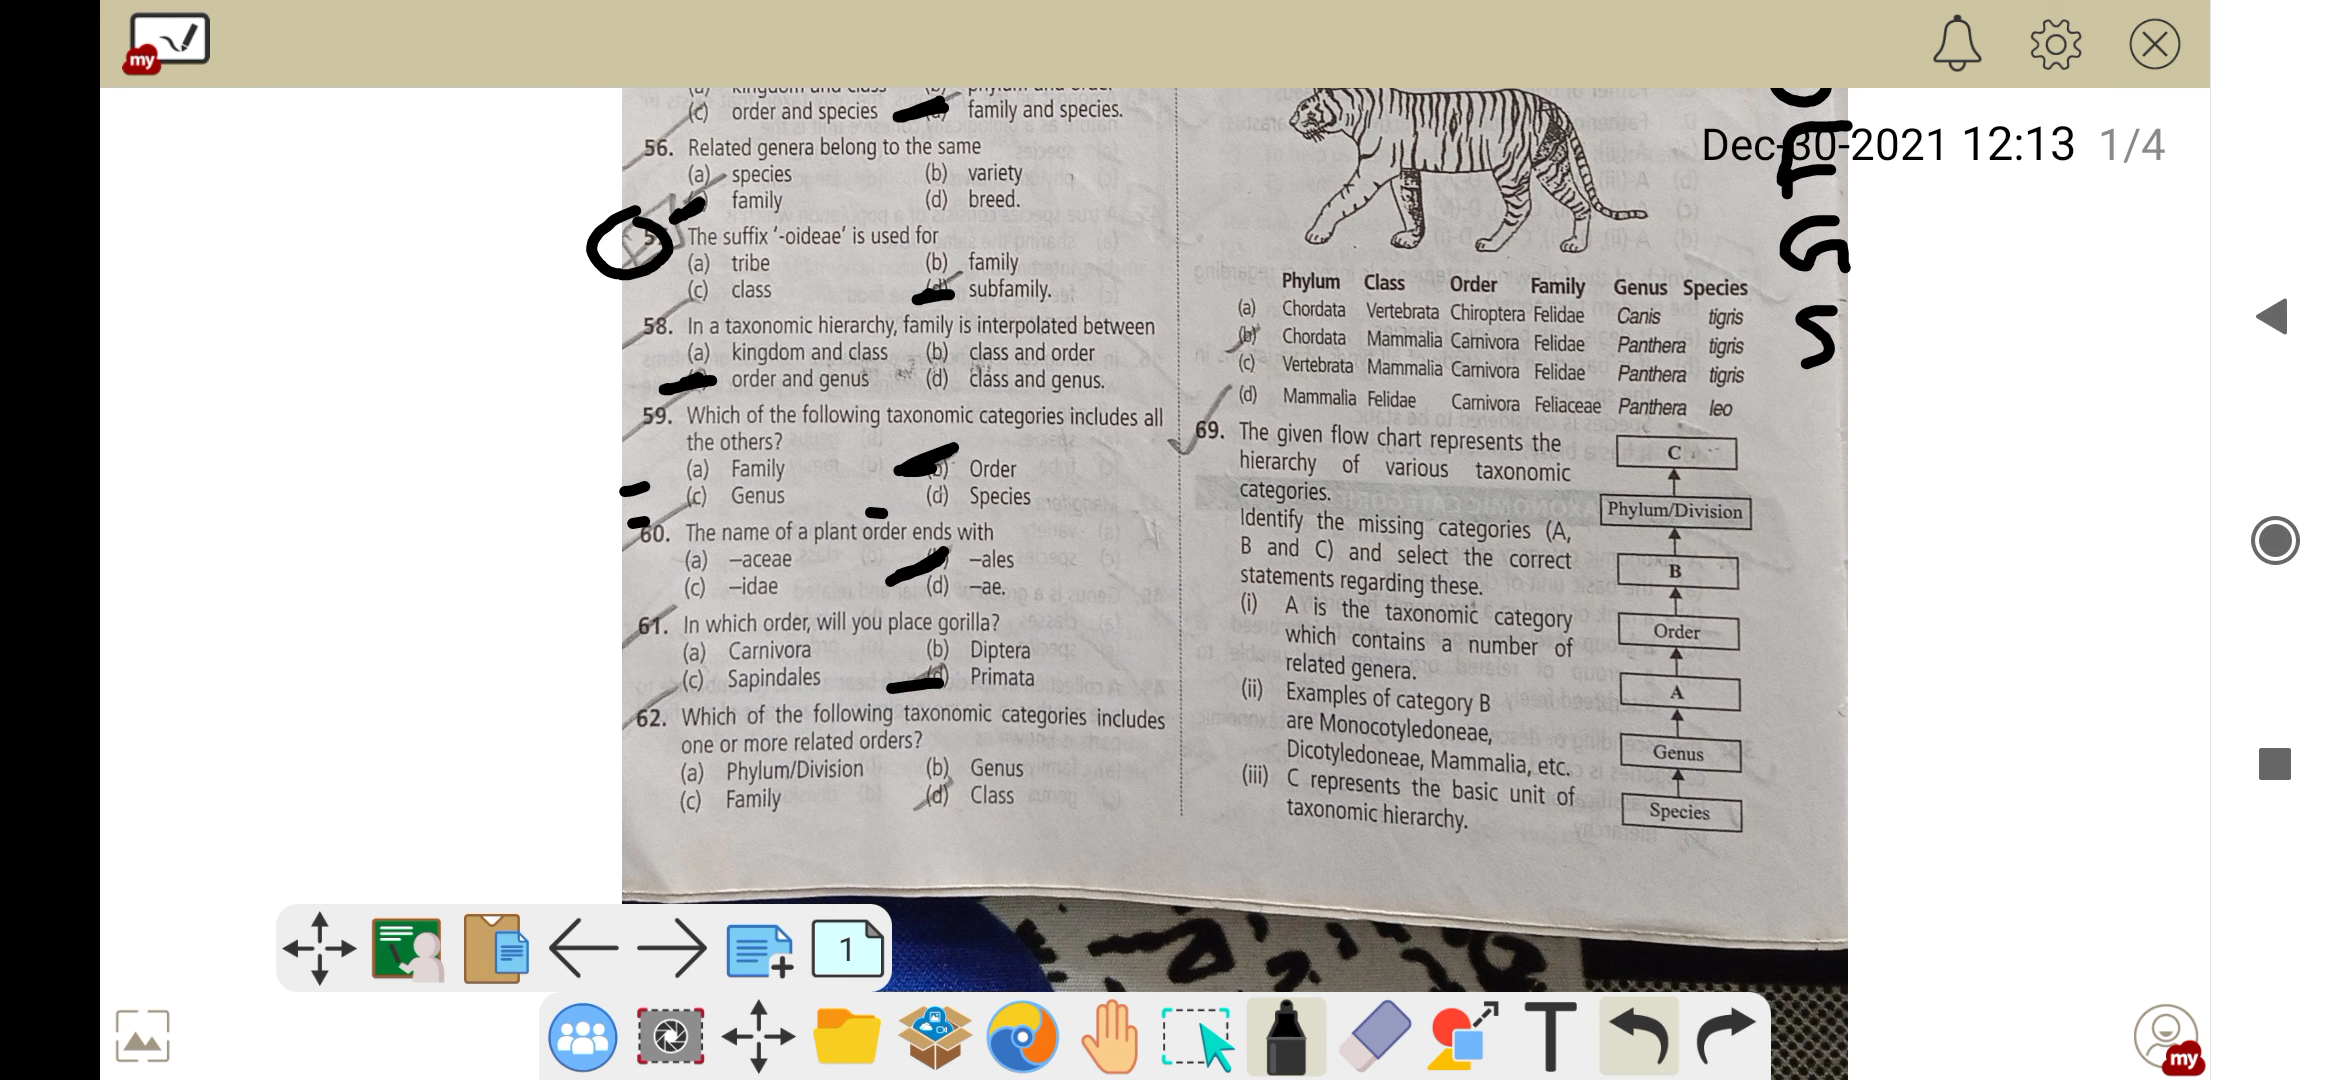 my
Dec-30-2021 12:13 1/4
(c) order and species family and species.
56. Related genera belong to the same
(a) species (b) variety
family (d) breed.
The suffix '-oideae' is used for
(a) tribe (b) family
(c) class (d) subfamily.
58. In a taxonomic hierarchy, family is interpolated between
(a) kingdom and class (b) class and order
order and genus (d) class and genus.
59. Which of the following taxonomic categories includes all
the others?
(a) Family (b) Order
(c) Genus (d) Species
60. The name of a plant order ends with
(a) –aceae –ales
(c) –idae (d) –ae.
61. In which order, will you place gorilla?
(a) Carnivora (b) Diptera
(c) Sapindales (d) Primata
62. Which of the following taxonomic categories includes
one or more related orders?
(a) Phylum/Division (b) Genus
(c) Family (d) Class
Phylum Class Order Family Genus Species
(a) Chordata Vertebrata Chiroptera Felidae Canis tigris
(b) Chordata Mammalia Carnivora Felidae Panthera tigris
(c) Vertebrata Mammalia Carnivora Felidae Panthera tigris
(d) Mammalia Felidae Carnivora Feliaceae Panthera leo
69. The given flow chart represents the
hierarchy of various taxonomic
categories.
Identify the missing categories (A,
B and C) and select the correct
statements regarding these.
(i) A is the taxonomic category
which contains a number of
related genera.
(ii) Examples of category B
are Monocotyledoneae,
Dicotyledoneae, Mammalia, etc.
(iii) C represents the basic unit of
taxonomic hierarchy.
C
Phylum/Division
B
Order
A
Genus
Species
F
G
S
1
T
my